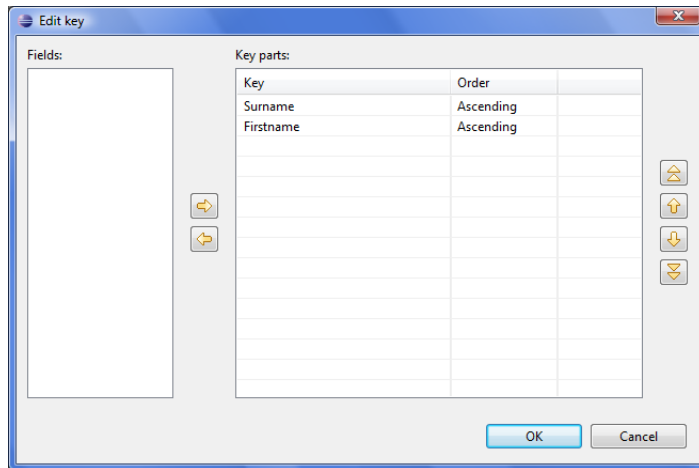 Edit key
Fields:
Key parts:
Key Order
Surname Ascending
Firstname Ascending
OK Cancel